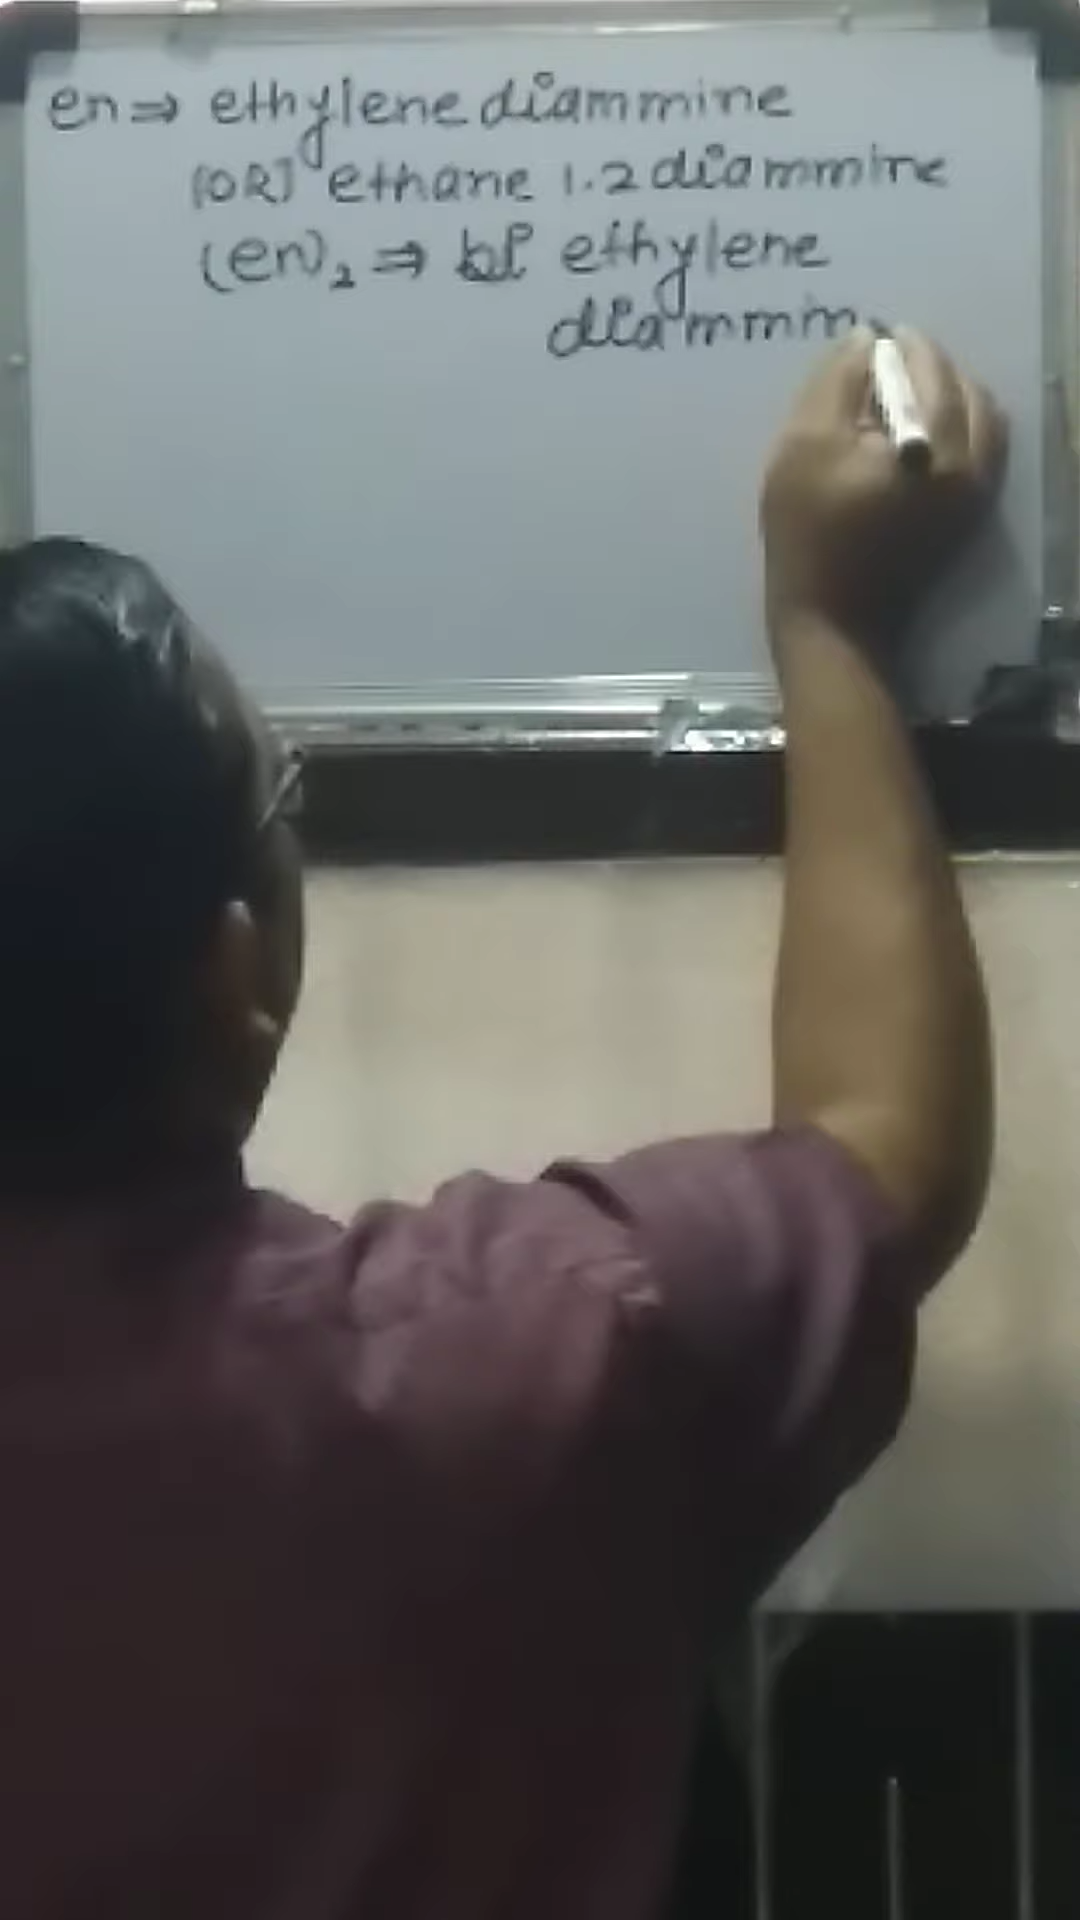 en ⇒ ethylene diammine
(OR) ethane 1.2 diammine
(en)₂ ⇒ bi ethylene
diammin